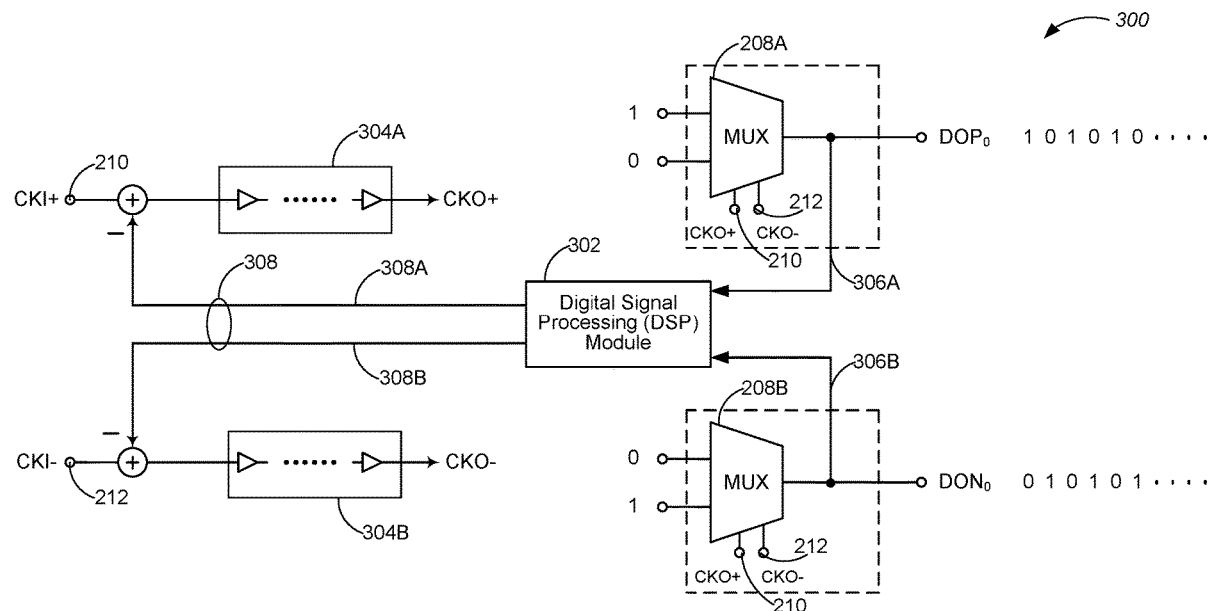 300
208A
1
0
MUX
DOP₀ 1 0 1 0 1 0 · · · ·
212
CKO+ CKO-
210
306A
304A
210
CKI+
+
CKO+
−
308
308A
302
Digital Signal
Processing (DSP)
Module
308B
306B
−
CKI-
+
212
CKO-
304B
208B
0
1
MUX
DON₀ 0 1 0 1 0 1 · · · ·
212
CKO+ CKO-
210